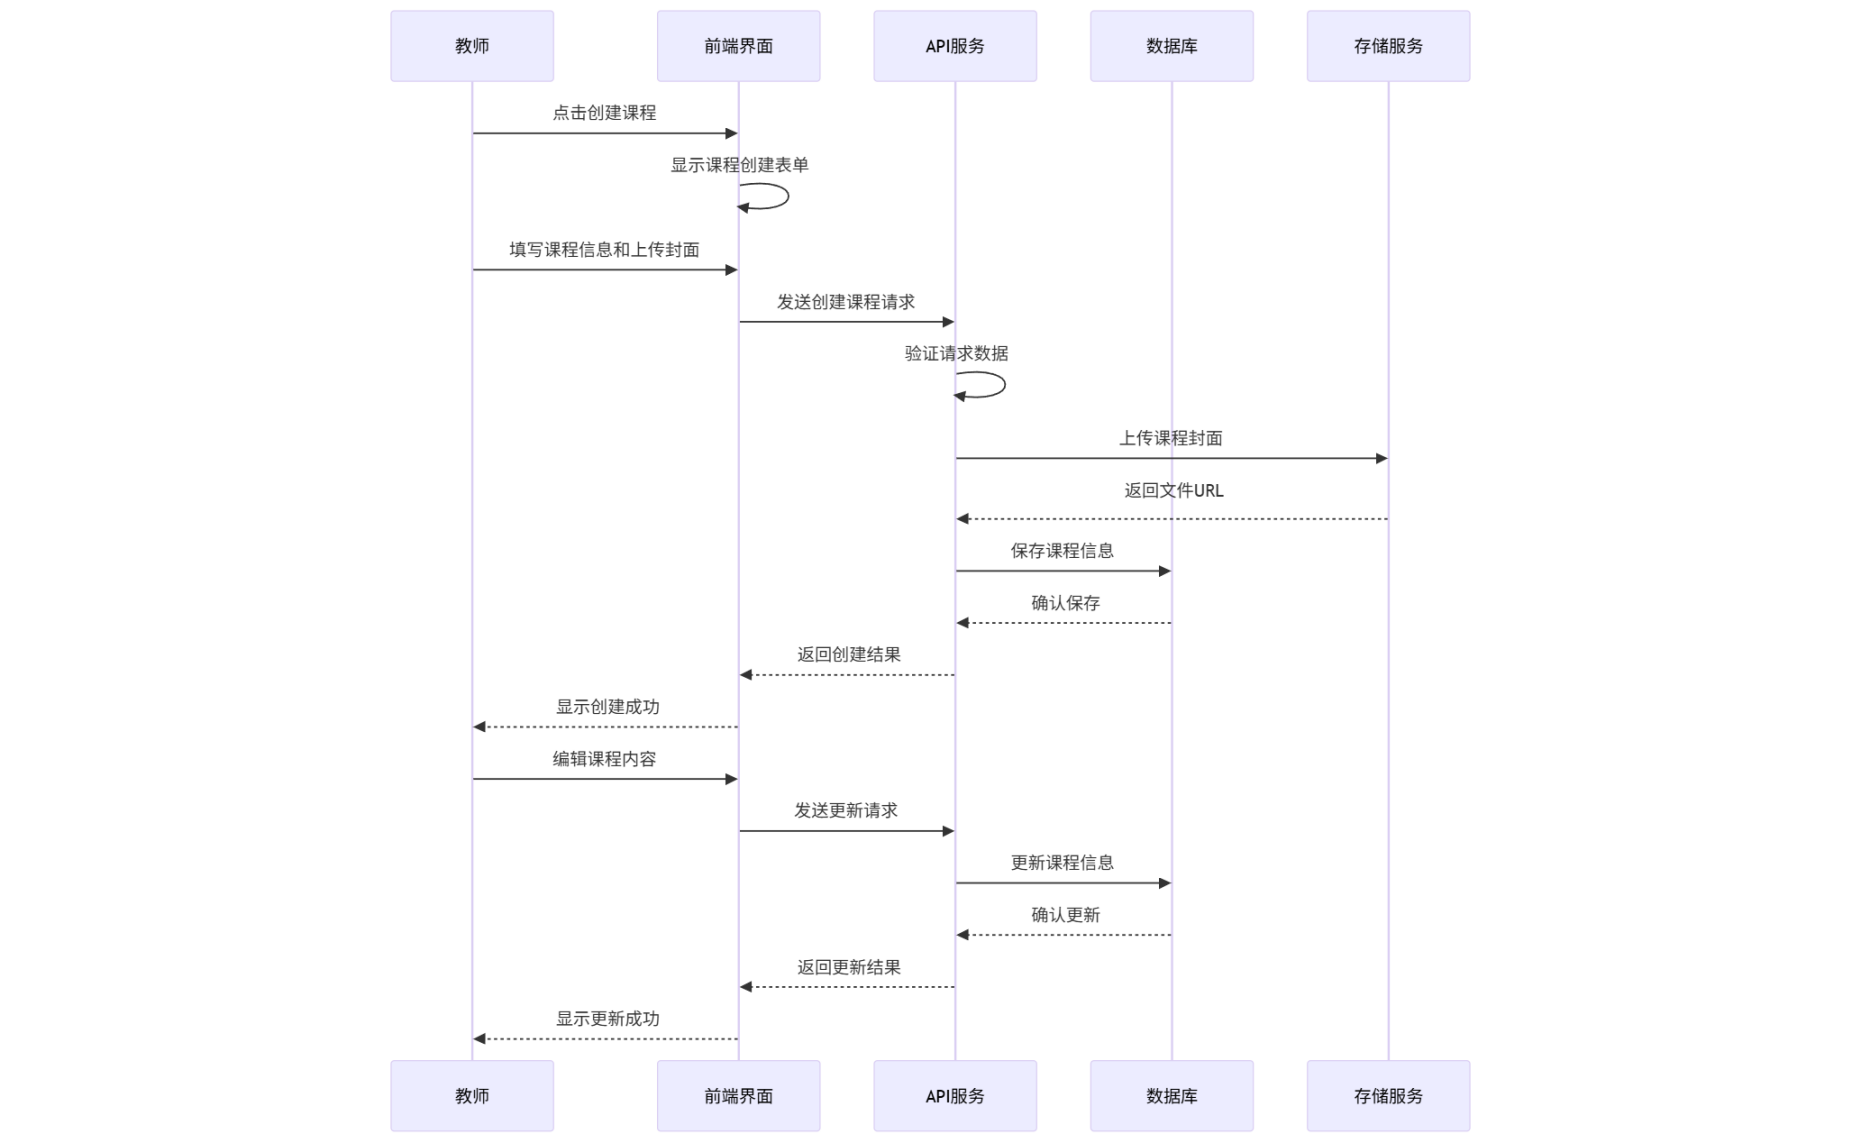 教师
前端界面
API服务
数据库
存储服务
点击创建课程
显示课程创建表单
填写课程信息和上传封面
发送创建课程请求
验证请求数据
上传课程封面
返回文件URL
保存课程信息
确认保存
返回创建结果
显示创建成功
编辑课程内容
发送更新请求
更新课程信息
确认更新
返回更新结果
显示更新成功
教师
前端界面
API服务
数据库
存储服务